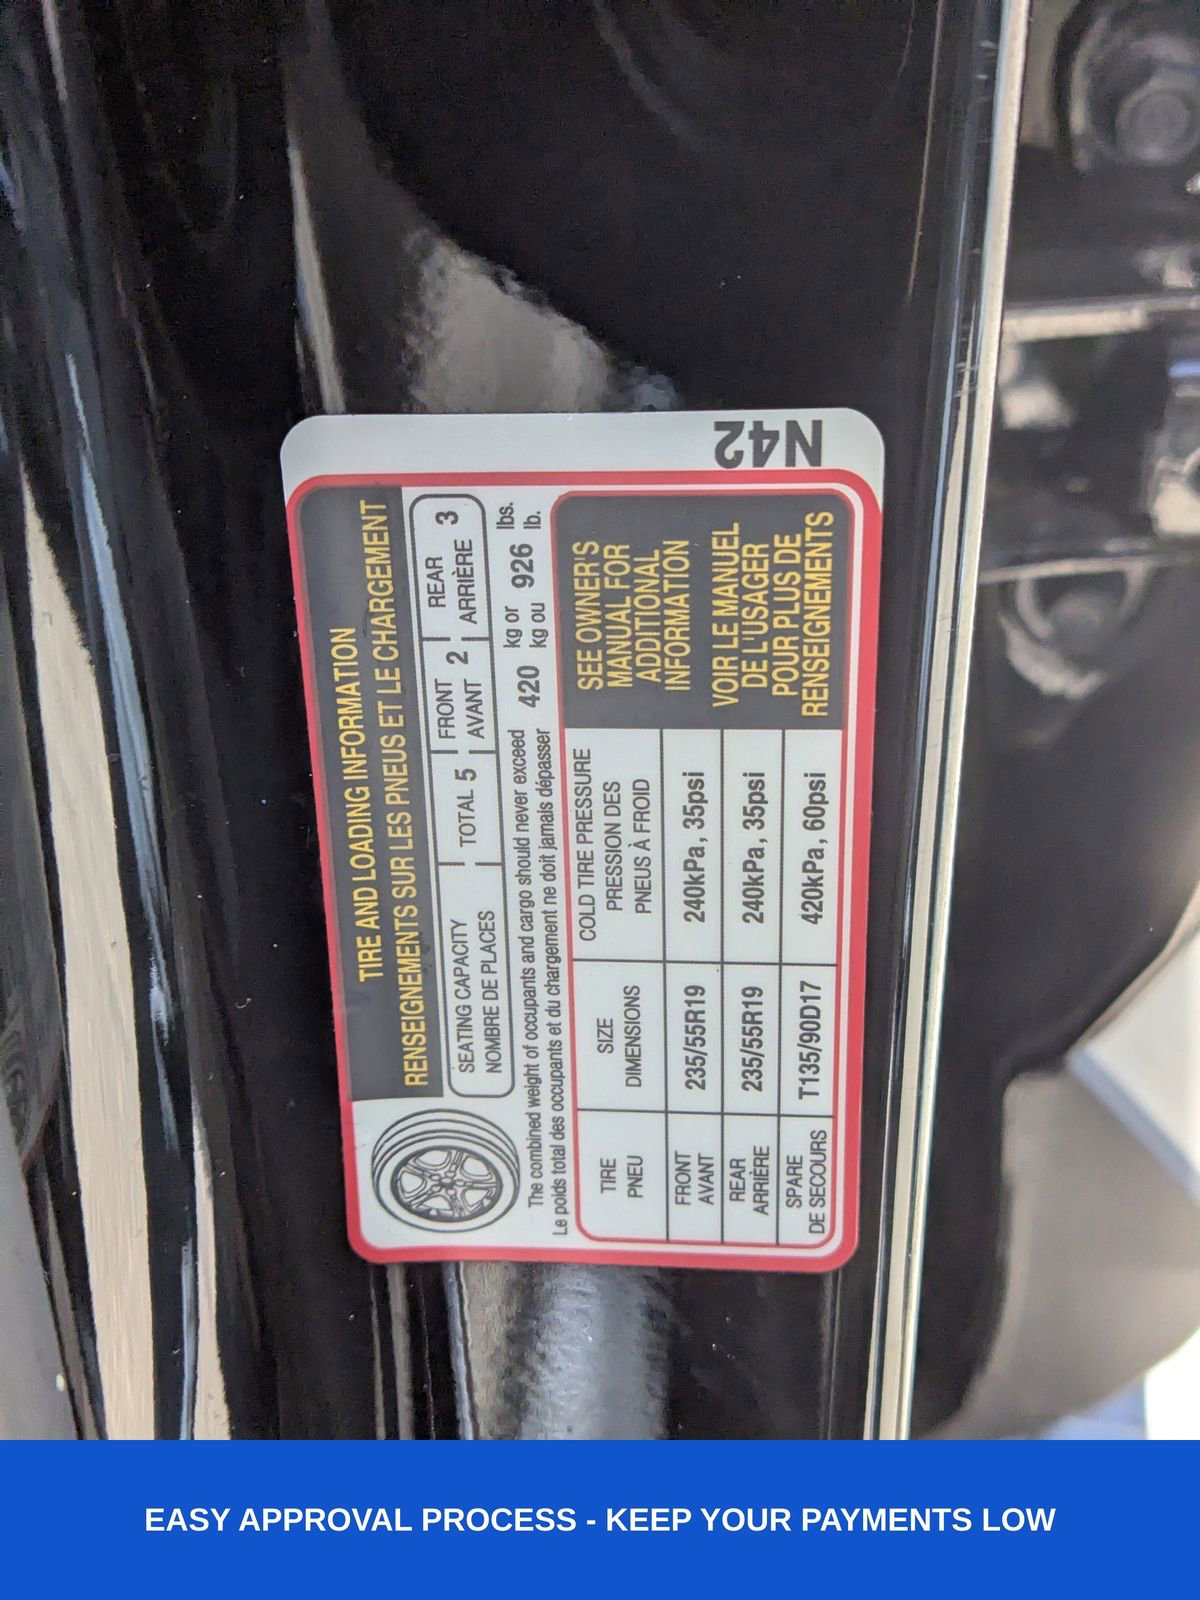 N42
TIRE AND LOADING INFORMATION
RENSEIGNEMENTS SUR LES PNEUS ET LE CHARGEMENT
SEATING CAPACITY
NOMBRE DE PLACES
TOTAL 5
FRONT
AVANT 2
REAR
ARRIÈRE 3
The combined weight of occupants and cargo should never exceed 420 kg or 926 lbs.
Le poids total des occupants et du chargement ne doit jamais dépasser kg ou lb.
TIRE
PNEU
SIZE
DIMENSIONS
COLD TIRE PRESSURE
PRESSION DES
PNEUS À FROID
FRONT
AVANT
235/55R19
240kPa, 35psi
REAR
ARRIÈRE
235/55R19
240kPa, 35psi
SPARE
DE SECOURS
T135/90D17
420kPa, 60psi
SEE OWNER'S
MANUAL FOR
ADDITIONAL
INFORMATION
VOIR LE MANUEL
DE L'USAGER
POUR PLUS DE
RENSEIGNEMENTS
EASY APPROVAL PROCESS - KEEP YOUR PAYMENTS LOW